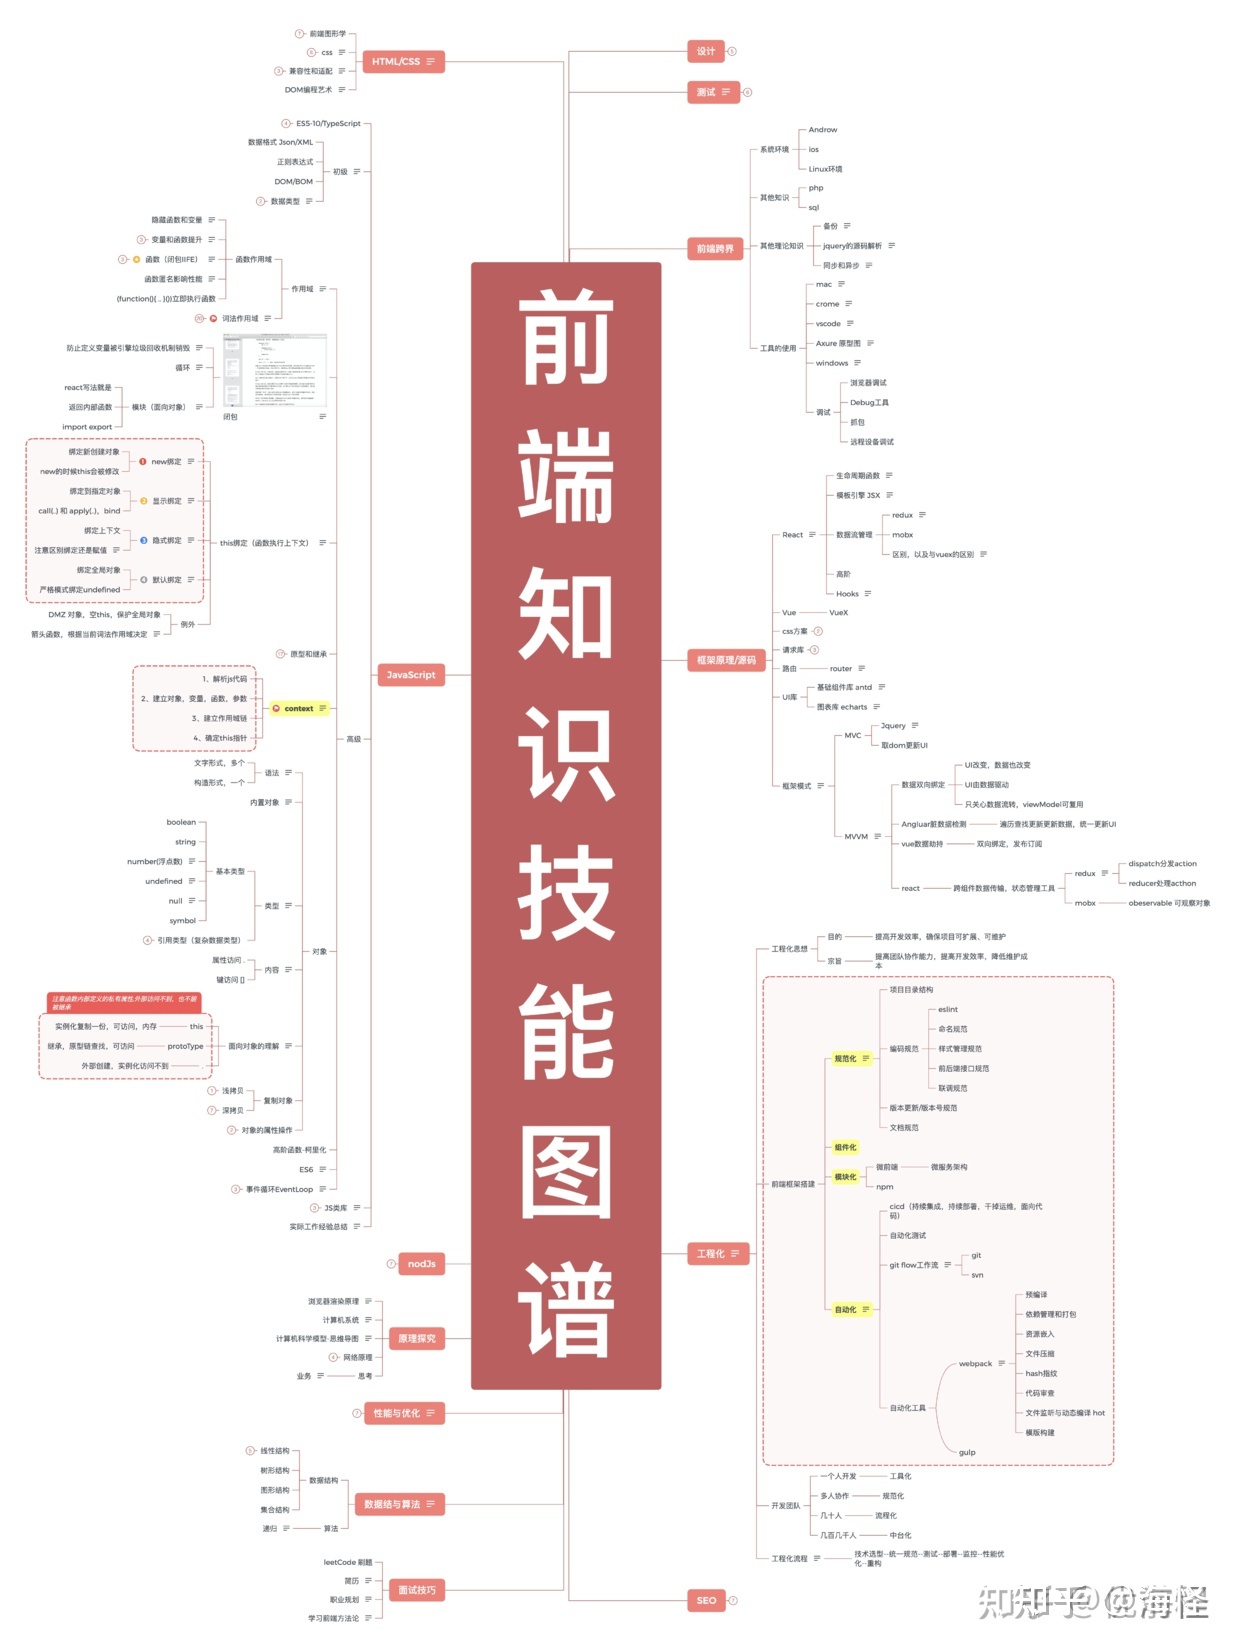 前端知识技能图谱
HTML/CSS
前端图形学
css
兼容性和适配
DOM编程艺术
JavaScript
ES5-10/TypeScript
初级
数据格式 Json/XML
正则表达式
DOM/BOM
数据类型
高级
作用域
函数作用域
隐藏函数和变量
变量和函数提升
函数（闭包IIFE）
函数匿名影响性能
(function(){ .. }())立即执行函数
词法作用域
闭包
防止定义变量被引擎垃圾回收机制销毁
循环
模块（面向对象）
react写法就是
返回内部函数
import export
this绑定（函数执行上下文）
1 new绑定
绑定新创建对象
new的时候this会被修改
2 显示绑定
绑定到指定对象
call(..) 和 apply(..)，bind
3 隐式绑定
绑定上下文
注意区别绑定还是赋值
4 默认绑定
绑定全局对象
严格模式绑定undefined
例外
DMZ 对象，空this，保护全局对象
箭头函数，根据当前词法作用域决定
原型和继承
context
1、解析js代码
2、建立对象，变量，函数，参数
3、建立作用域链
4、确定this指针
对象
语法
文字形式，多个
构造形式，一个
内置对象
类型
基本类型
boolean
string
number(浮点数)
undefined
null
symbol
引用类型（复杂数据类型）
内容
属性访问 .
键访问 []
面向对象的理解
注意函数内部定义的私有属性,外部访问不到，也不能
被继承
实例化复制一份，可访问，内存 this
继承，原型链查找，可访问 protoType
外部创建，实例化访问不到 .
复制对象
浅拷贝
深拷贝
对象的属性操作
高阶函数-柯里化
ES6
事件循环EventLoop
JS类库
实际工作经验总结
nodJs
原理探究
浏览器渲染原理
计算机系统
计算机科学模型-思维导图
网络原理
业务 思考
性能与优化
数据结与算法
数据结构
线性结构
树形结构
图形结构
集合结构
递归 算法
面试技巧
leetCode 刷题
简历
职业规划
学习前端方法论
设计
测试
前端跨界
系统环境
Androw
ios
Linux环境
其他知识
php
sql
其他理论知识
备份
jquery的源码解析
同步和异步
工具的使用
mac
crome
vscode
Axure 原型图
windows
调试
浏览器调试
Debug工具
抓包
远程设备调试
框架原理/源码
React
生命周期函数
模板引擎 JSX
数据流管理
redux
mobx
区别，以及与vuex的区别
高阶
Hooks
Vue VueX
css方案
请求库
路由 router
UI库
基础组件库 antd
图表库 echarts
框架模式
MVC
Jquery
取dom更新UI
MVVM
数据双向绑定
UI改变，数据也改变
UI由数据驱动
只关心数据流转，viewModel可复用
Angluar脏数据检测 遍历查找更新更新数据，统一更新UI
vue数据劫持 双向绑定，发布订阅
react 跨组件数据传输，状态管理工具
redux
dispatch分发action
reducer处理acthon
mobx obeservable 可观察对象
工程化
工程化思想
目的 提高开发效率，确保项目可扩展、可维护
宗旨 提高团队协作能力，提高开发效率、降低维护成
本
前端框架搭建
规范化
项目目录结构
编码规范
eslint
命名规范
样式管理规范
前后端接口规范
联调规范
版本更新/版本号规范
文档规范
组件化
模块化
微前端 微服务架构
npm
自动化
cicd（持续集成，持续部署，干掉运维，面向代
码）
自动化测试
git flow工作流
git
svn
自动化工具
webpack
预编译
依赖管理和打包
资源嵌入
文件压缩
hash指纹
代码审查
文件监听与动态编译 hot
模版构建
gulp
开发团队
一个人开发 工具化
多人协作 规范化
几十人 流程化
几百几千人 中台化
工程化流程
技术选型--统一规范--测试--部署--监控--性能优
化--重构
SEO